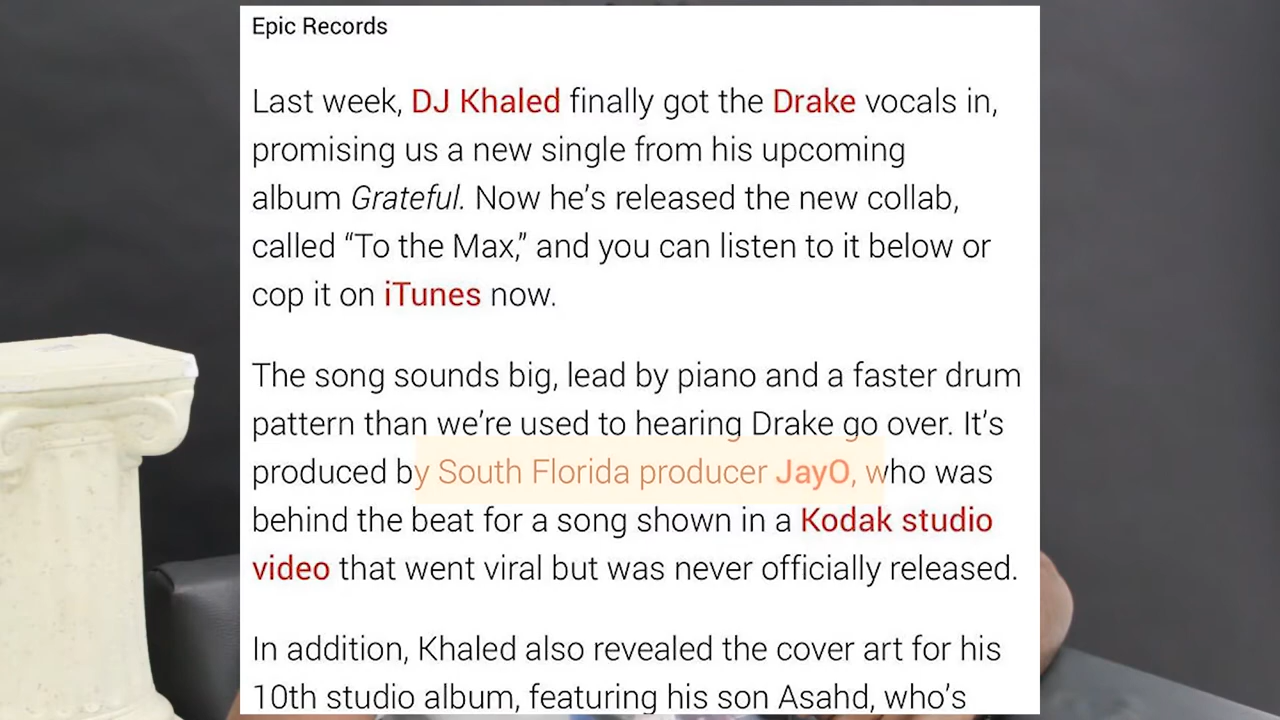 Epic Records
Last week, DJ Khaled finally got the Drake vocals in,
promising us a new single from his upcoming
album Grateful. Now he’s released the new collab,
called “To the Max,” and you can listen to it below or
cop it on iTunes now.
The song sounds big, lead by piano and a faster drum
pattern than we’re used to hearing Drake go over. It’s
produced by South Florida producer JayO, who was
behind the beat for a song shown in a Kodak studio
video that went viral but was never officially released.
In addition, Khaled also revealed the cover art for his
10th studio album, featuring his son Asahd, who’s